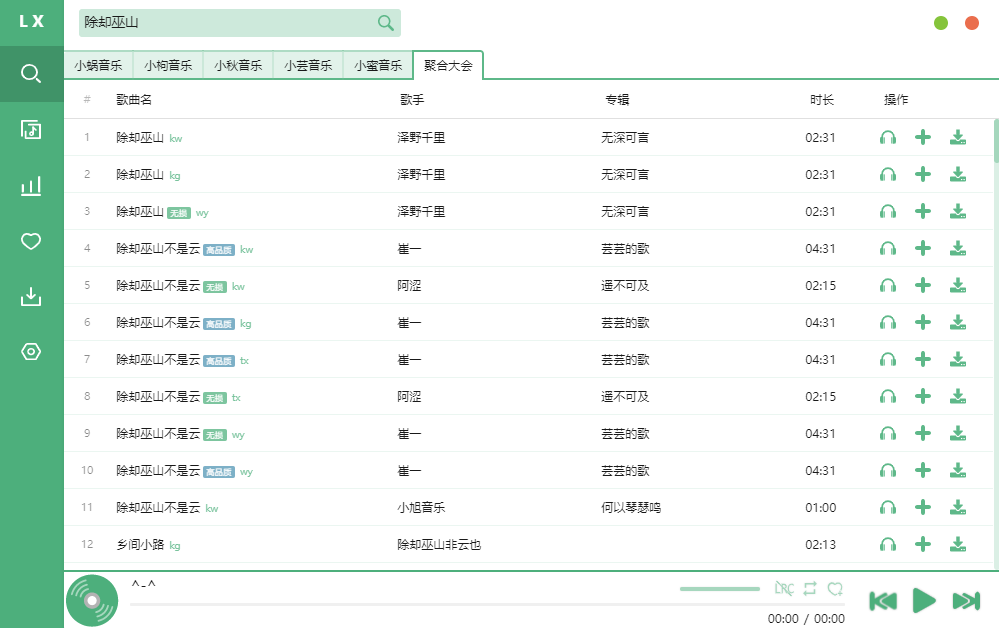 LX
除却巫山
小蜗音乐 小枸音乐 小秋音乐 小芸音乐 小蜜音乐 聚合大会
# 歌曲名 歌手 专辑 时长 操作
1 除却巫山 kw 泽野千里 无深可言 02:31
2 除却巫山 kg 泽野千里 无深可言 02:31
3 除却巫山 无损 wy 泽野千里 无深可言 02:31
4 除却巫山不是云 高品质 kw 崔一 芸芸的歌 04:31
5 除却巫山不是云 无损 kw 阿涩 遥不可及 02:15
6 除却巫山不是云 高品质 kg 崔一 芸芸的歌 04:31
7 除却巫山不是云 高品质 tx 崔一 芸芸的歌 04:31
8 除却巫山不是云 无损 tx 阿涩 遥不可及 02:15
9 除却巫山不是云 无损 wy 崔一 芸芸的歌 04:31
10 除却巫山不是云 高品质 wy 崔一 芸芸的歌 04:31
11 除却巫山不是云 kw 小旭音乐 何以琴瑟鸣 01:00
12 乡间小路 kg 除却巫山非云也 02:13
^-^ LRC
00:00 / 00:00